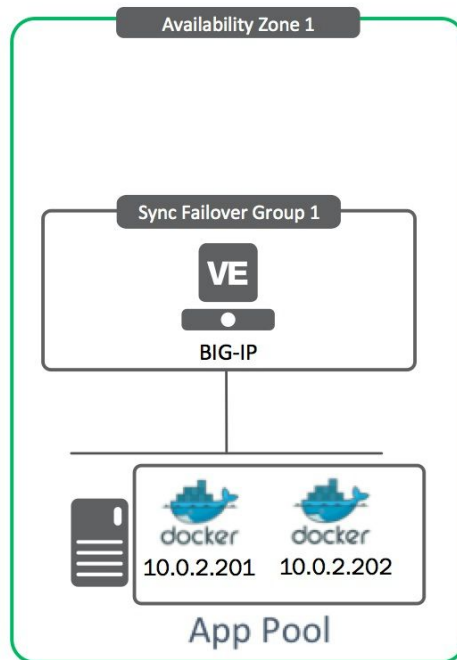 Availability Zone 1
Sync Failover Group 1
VE
BIG-IP
docker docker
10.0.2.201 10.0.2.202
App Pool